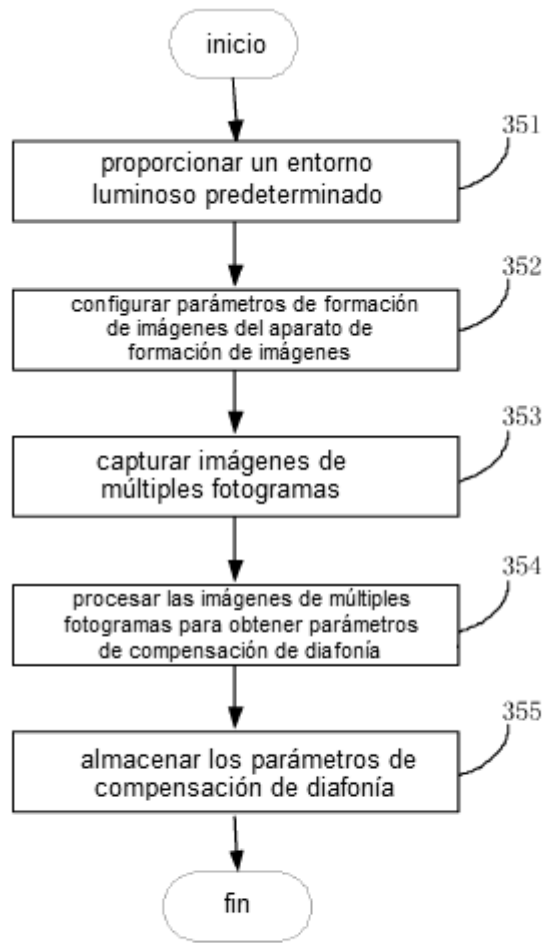 inicio
351
proporcionar un entorno
luminoso predeterminado
352
configurar parámetros de formación
de imágenes del aparato de
formación de imágenes
353
capturar imágenes de
múltiples fotogramas
354
procesar las imágenes de múltiples
fotogramas para obtener parámetros
de compensación de diafonía
355
almacenar los parámetros de
compensación de diafonía
fin